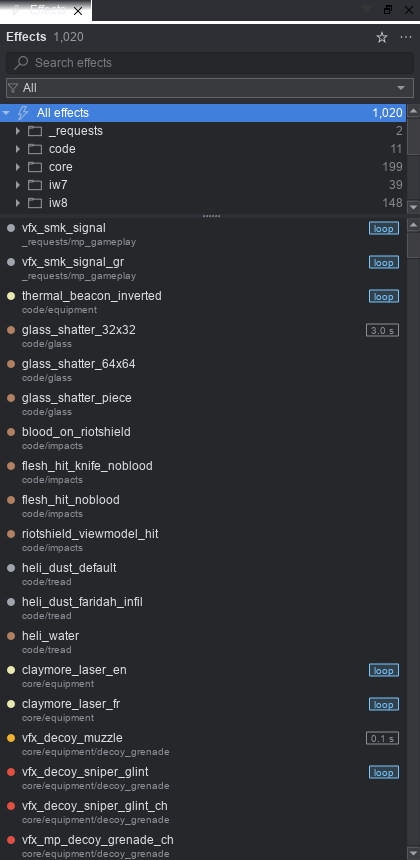 Effects
Effects 1,020
Search effects
All
All effects 1,020
_requests 2
code 11
core 199
iw7 39
iw8 148
vfx_smk_signal loop
_requests/mp_gameplay
vfx_smk_signal_gr loop
_requests/mp_gameplay
thermal_beacon_inverted loop
code/equipment
glass_shatter_32x32 3.0 s
code/glass
glass_shatter_64x64
code/glass
glass_shatter_piece
code/glass
blood_on_riotshield
code/impacts
flesh_hit_knife_noblood
code/impacts
flesh_hit_noblood
code/impacts
riotshield_viewmodel_hit
code/impacts
heli_dust_default
code/tread
heli_dust_faridah_infil
code/tread
heli_water
code/tread
claymore_laser_en loop
core/equipment
claymore_laser_fr loop
core/equipment
vfx_decoy_muzzle 0.1 s
core/equipment/decoy_grenade
vfx_decoy_sniper_glint loop
core/equipment/decoy_grenade
vfx_decoy_sniper_glint_ch
core/equipment/decoy_grenade
vfx_mp_decoy_grenade_ch
core/equipment/decoy_grenade